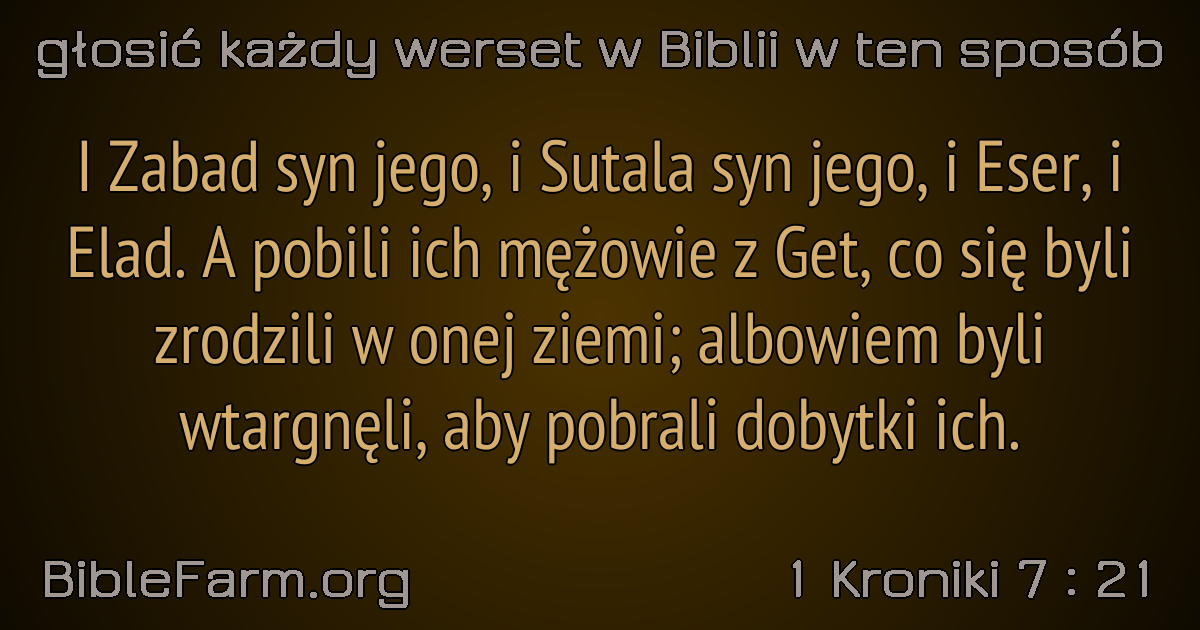 głosić każdy werset w Biblii w ten sposób
I Zabad syn jego, i Sutala syn jego, i Eser, i
Elad. A pobili ich mężowie z Get, co się byli
zrodzili w onej ziemi; albowiem byli
wtargnęli, aby pobrali dobytki ich.
BibleFarm.org
1 Kroniki 7 : 21